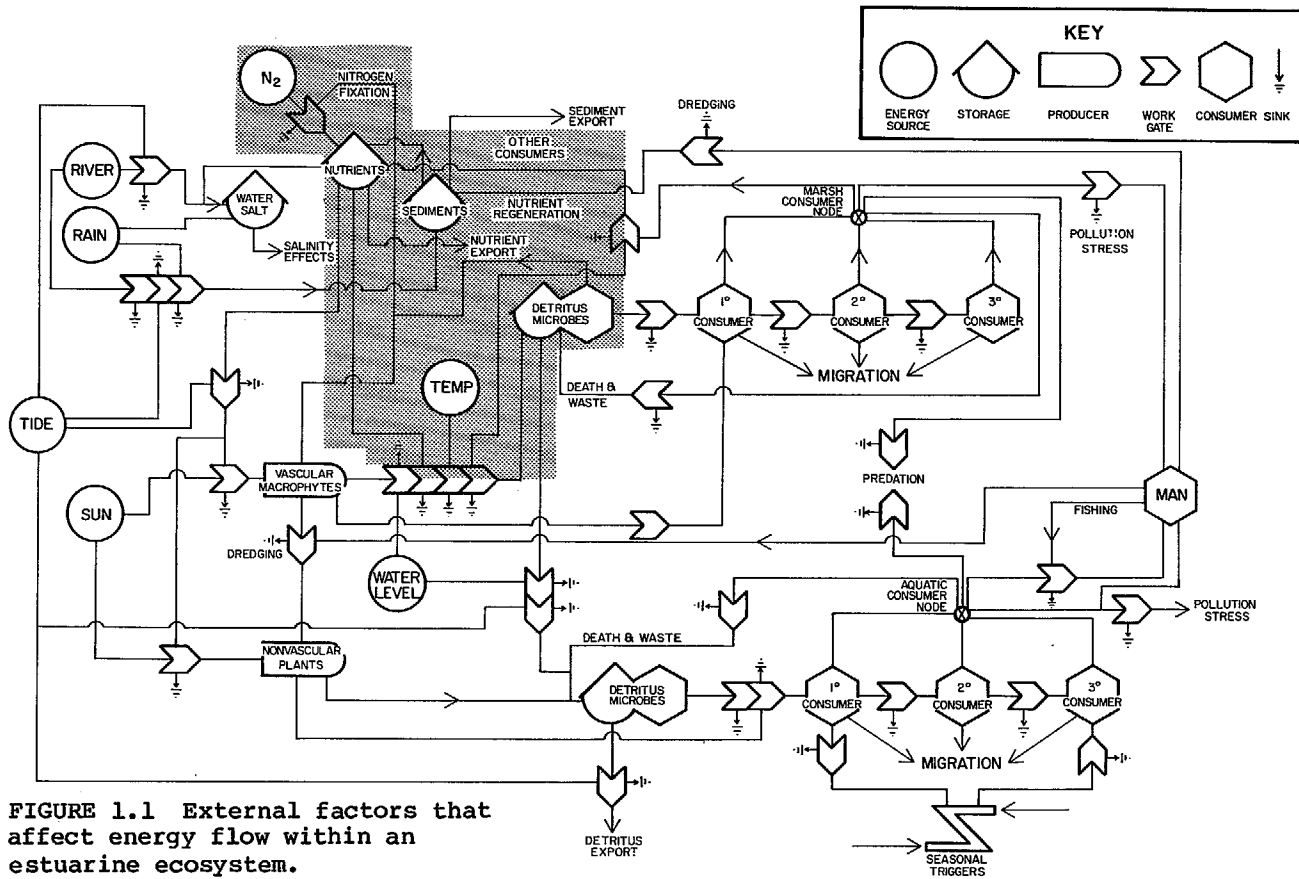 KEY
ENERGY
SOURCE
STORAGE
PRODUCER
WORK
GATE
CONSUMER
SINK
N₂
NITROGEN
FIXATION
SEDIMENT
EXPORT
DREDGING
OTHER
CONSUMERS
RIVER
WATER
SALT
NUTRIENTS
SEDIMENTS
NUTRIENT
REGENERATION
MARSH
CONSUMER
NODE
POLLUTION
STRESS
RAIN
SALINITY
EFFECTS
NUTRIENT
EXPORT
DETRITUS
MICROBES
1°
CONSUMER
2°
CONSUMER
3°
CONSUMER
MIGRATION
TEMP
DEATH &
WASTE
TIDE
PREDATION
VASCULAR
MACROPHYTES
MAN
SUN
FISHING
DREDGING
WATER
LEVEL
AQUATIC
CONSUMER
NODE
POLLUTION
STRESS
DEATH & WASTE
NONVASCULAR
PLANTS
DETRITUS
MICROBES
1°
CONSUMER
2°
CONSUMER
3°
CONSUMER
MIGRATION
DETRITUS
EXPORT
SEASONAL
TRIGGERS
FIGURE 1.1 External factors that
affect energy flow within an
estuarine ecosystem.